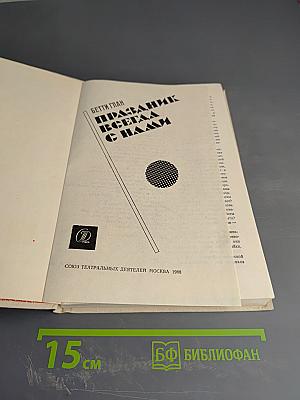 БЕТТИ ГЛАН
ПРАЗДНИК
ВСЕГДА
С НАМИ
СОЮЗ ТЕАТРАЛЬНЫХ ДЕЯТЕЛЕЙ МОСКВА 1988
15 см
БФ БИБЛИОФАН